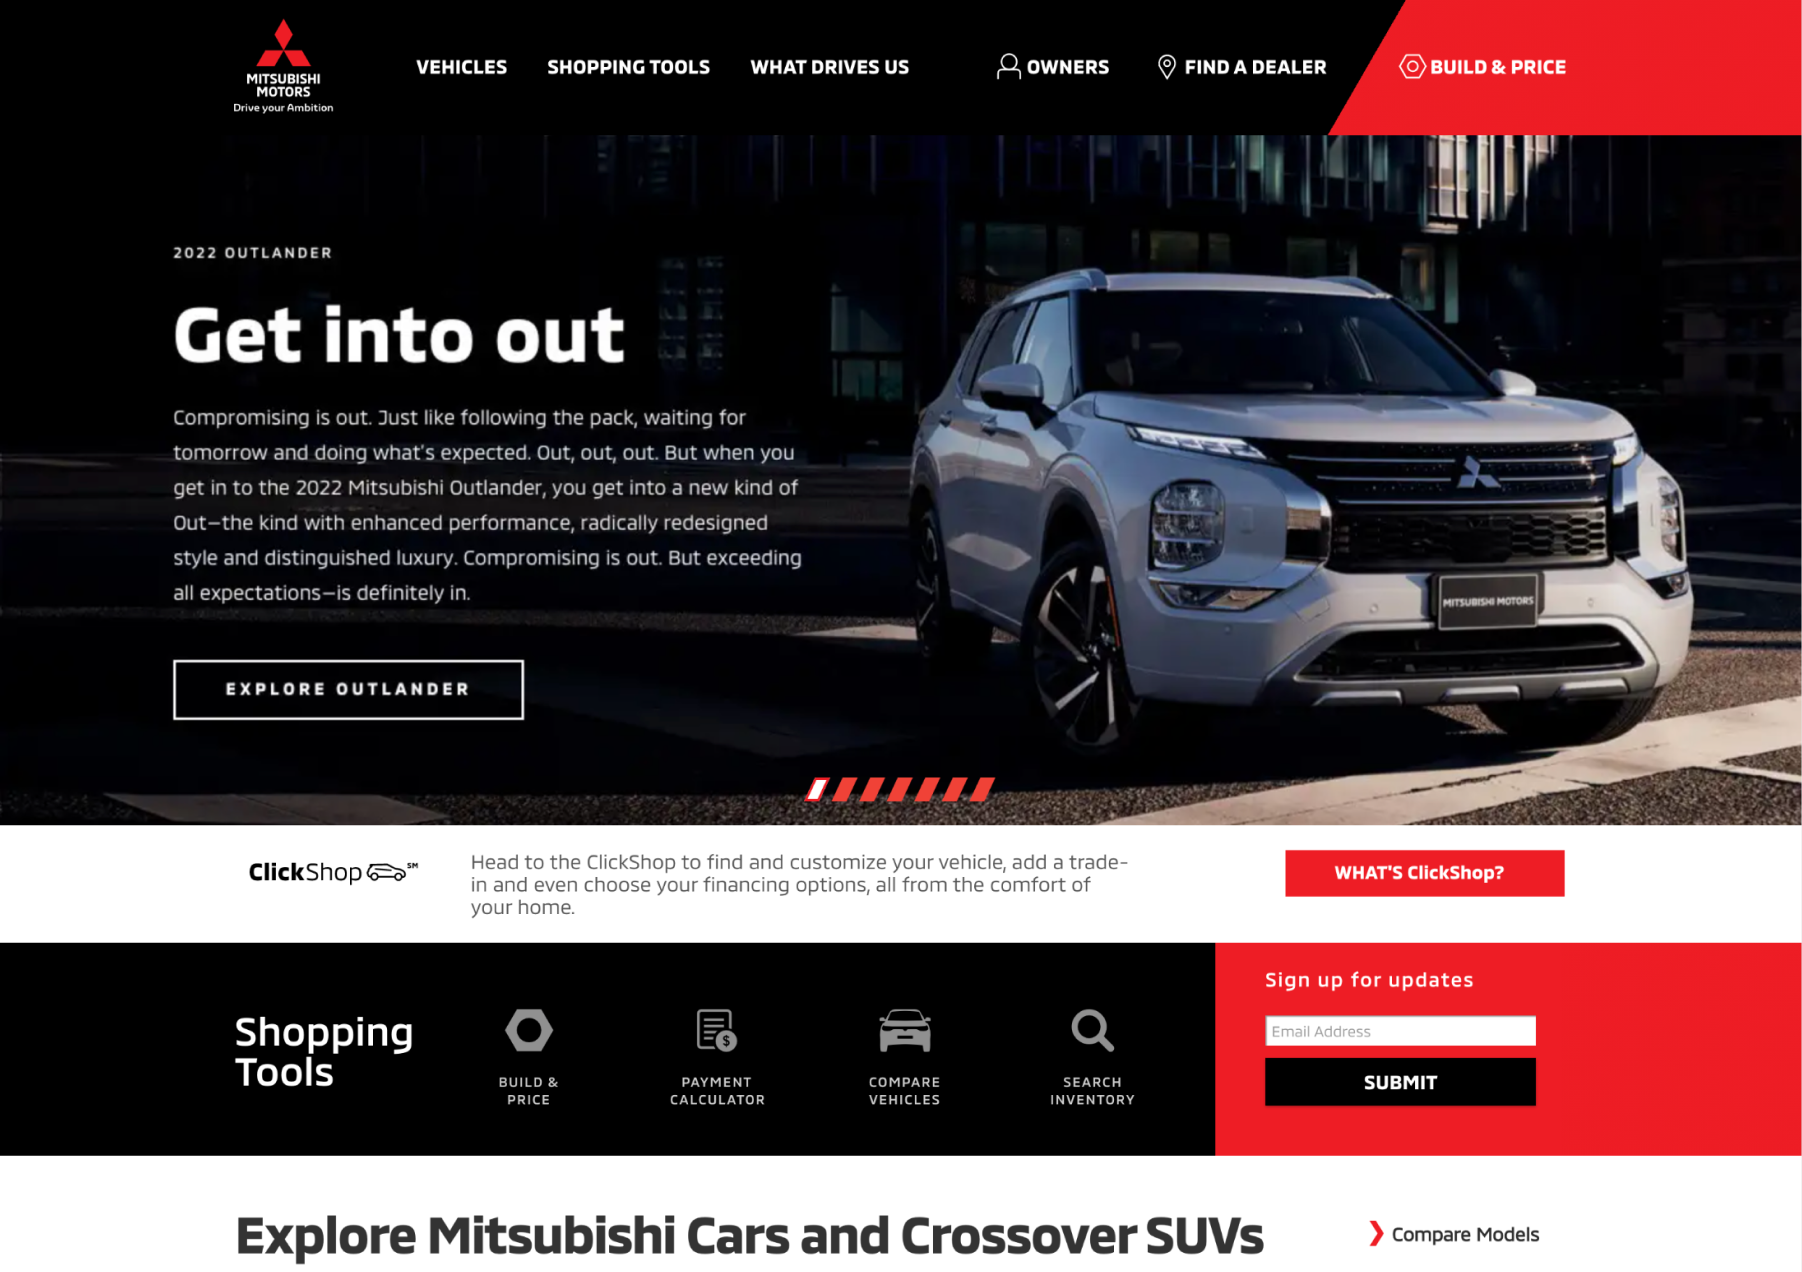 MITSUBISHI
MOTORS
Drive your Ambition
VEHICLES
SHOPPING TOOLS
WHAT DRIVES US
OWNERS
FIND A DEALER
BUILD & PRICE
2022 OUTLANDER
Get into out
Compromising is out. Just like following the pack, waiting for
tomorrow and doing what's expected. Out, out, out. But when you
get in to the 2022 Mitsubishi Outlander, you get into a new kind of
Out—the kind with enhanced performance, radically redesigned
style and distinguished luxury. Compromising is out. But exceeding
all expectations—is definitely in.
EXPLORE OUTLANDER
MITSUBISHI MOTORS
ClickShop SM
Head to the ClickShop to find and customize your vehicle, add a trade-
in and even choose your financing options, all from the comfort of
your home.
WHAT'S ClickShop?
Shopping
Tools
BUILD &
PRICE
$
PAYMENT
CALCULATOR
COMPARE
VEHICLES
SEARCH
INVENTORY
Sign up for updates
Email Address
SUBMIT
Explore Mitsubishi Cars and Crossover SUVs
Compare Models